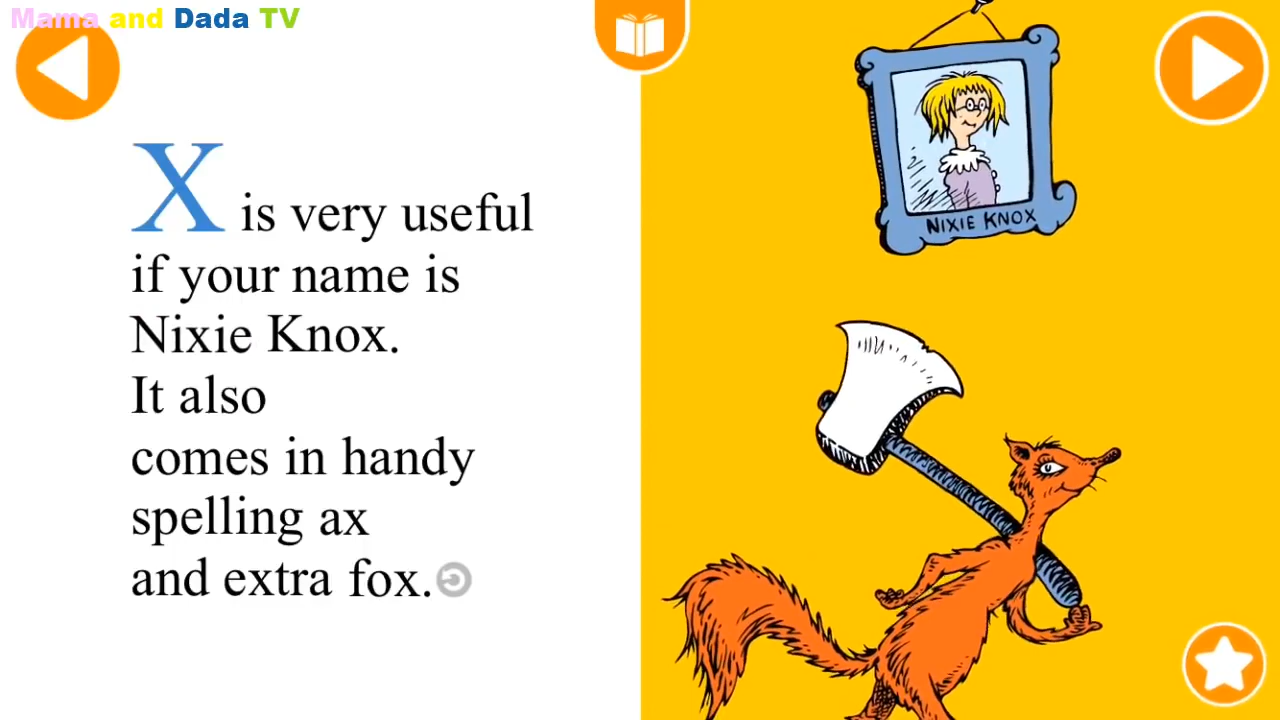 Mama and Dada TV
X is very useful
if your name is
Nixie Knox.
It also
comes in handy
spelling ax
and extra fox.
NIXIE KNOX